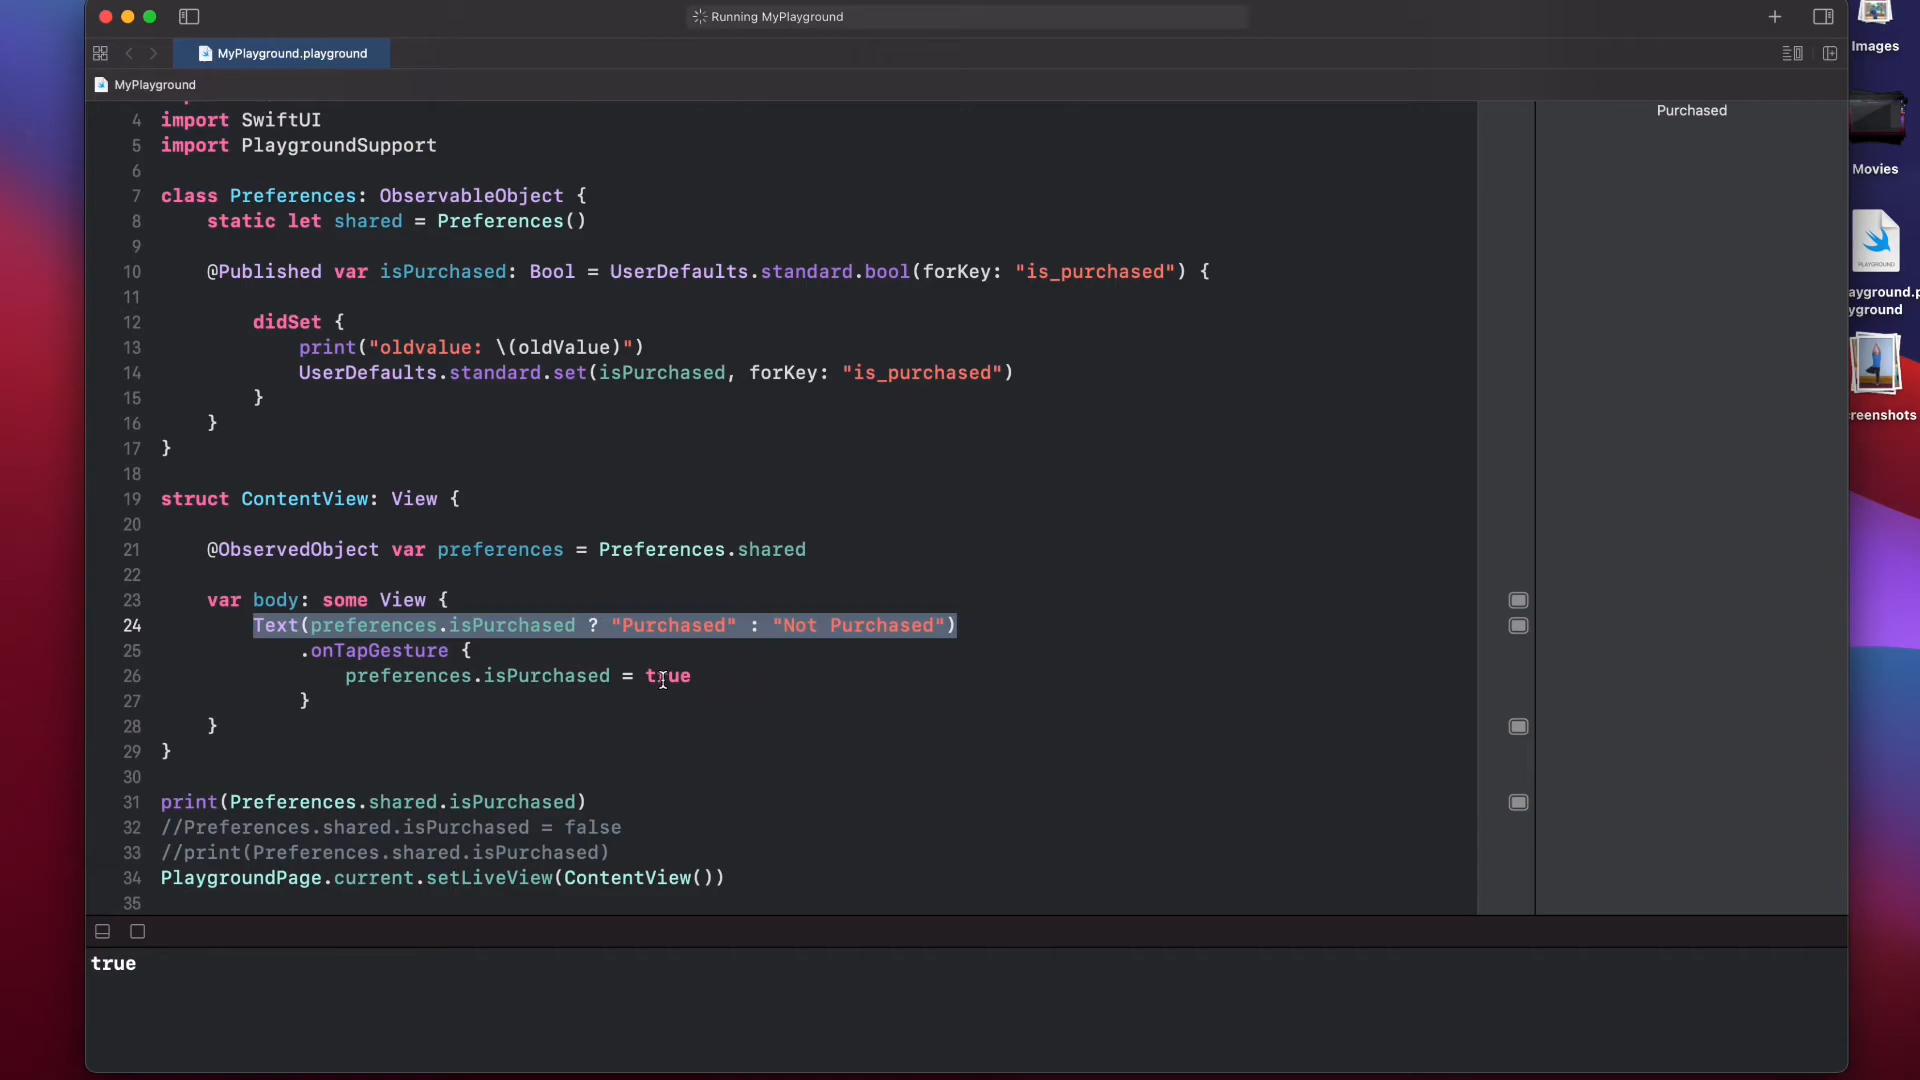 Running MyPlayground
MyPlayground.playground
MyPlayground
4 import SwiftUI
5 import PlaygroundSupport
6
7 class Preferences: ObservableObject {
8 static let shared = Preferences()
9
10 @Published var isPurchased: Bool = UserDefaults.standard.bool(forKey: "is_purchased") {
11
12 didSet {
13 print("oldvalue: \(oldValue)")
14 UserDefaults.standard.set(isPurchased, forKey: "is_purchased")
15 }
16 }
17 }
18
19 struct ContentView: View {
20
21 @ObservedObject var preferences = Preferences.shared
22
23 var body: some View {
24 Text(preferences.isPurchased ? "Purchased" : "Not Purchased")
25 .onTapGesture {
26 preferences.isPurchased = true
27 }
28 }
29 }
30
31 print(Preferences.shared.isPurchased)
32 //Preferences.shared.isPurchased = false
33 //print(Preferences.shared.isPurchased)
34 PlaygroundPage.current.setLiveView(ContentView())
35
true
Purchased
Images
Movies
PLAYGROUND
ayground.p
yground
creenshots